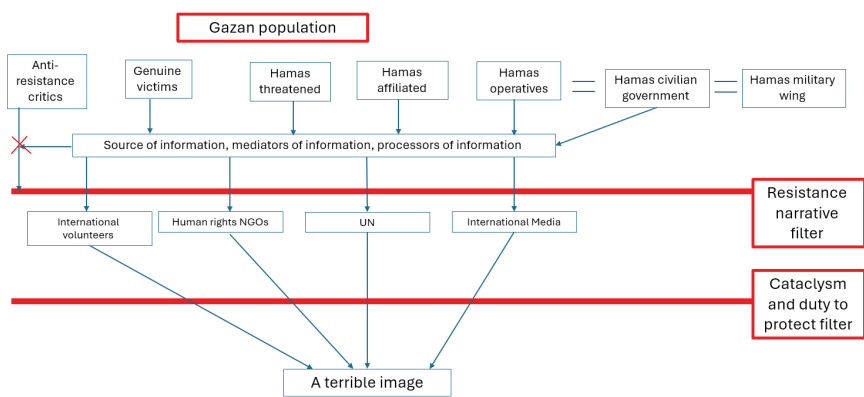 Gazan population
Anti-
resistance
critics
Genuine
victims
Hamas
threatened
Hamas
affiliated
Hamas
operatives
Hamas civilian
government
Hamas military
wing
Source of information, mediators of information, processors of information
Resistance
narrative
filter
International
volunteers
Human rights NGOs
UN
International Media
Cataclysm
and duty to
protect filter
A terrible image